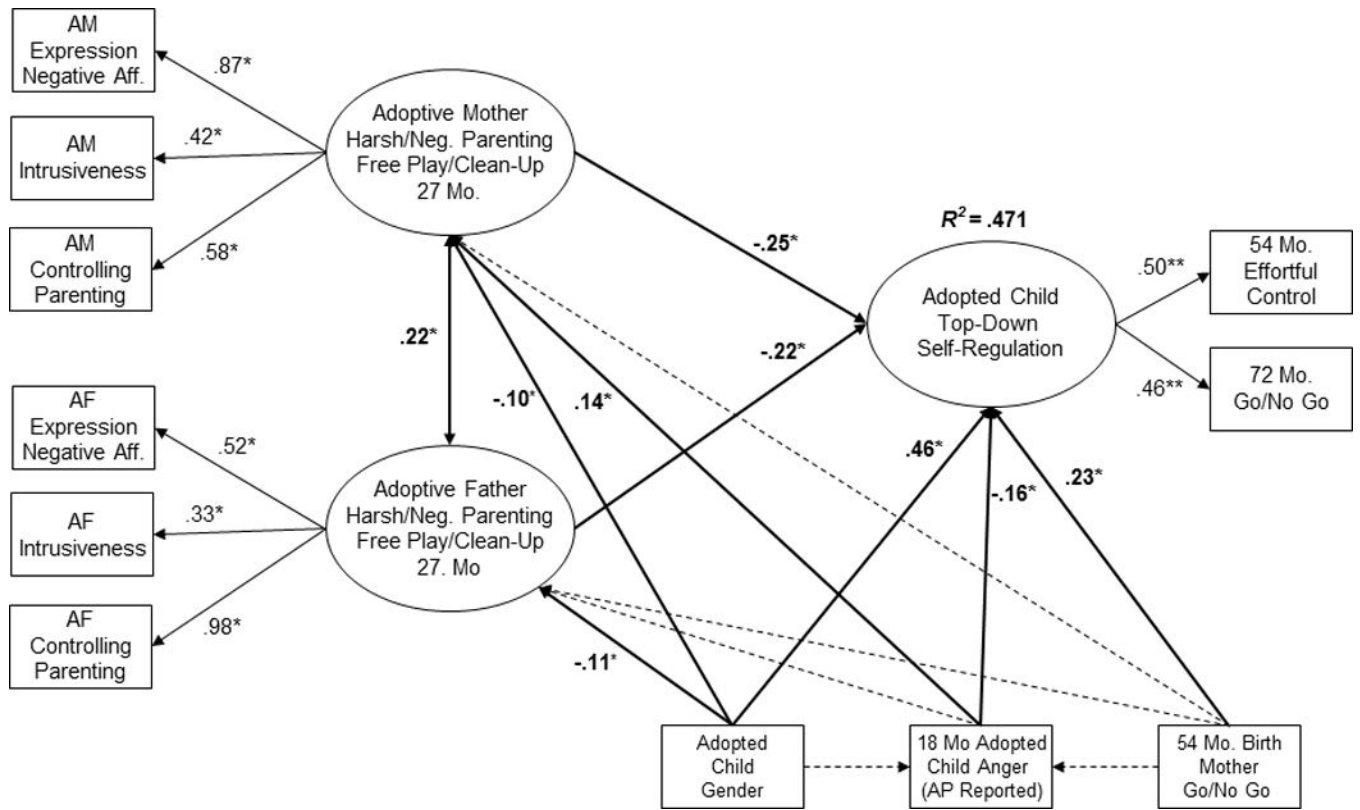 AM
Expression
Negative Aff.
.87*
AM
Intrusiveness
.42*
AM
Controlling
Parenting
.58*
Adoptive Mother
Harsh/Neg. Parenting
Free Play/Clean-Up
27 Mo.
-.25*
R² = .471
Adopted Child
Top-Down
Self-Regulation
.50**
54 Mo.
Effortful
Control
.46**
72 Mo.
Go/No Go
.22*
-.22*
-.10*
.14*
.46*
-.16*
.23*
AF
Expression
Negative Aff.
.52*
AF
Intrusiveness
.33*
AF
Controlling
Parenting
.98*
Adoptive Father
Harsh/Neg. Parenting
Free Play/Clean-Up
27. Mo
-.11*
Adopted
Child
Gender
18 Mo Adopted
Child Anger
(AP Reported)
54 Mo. Birth
Mother
Go/No Go